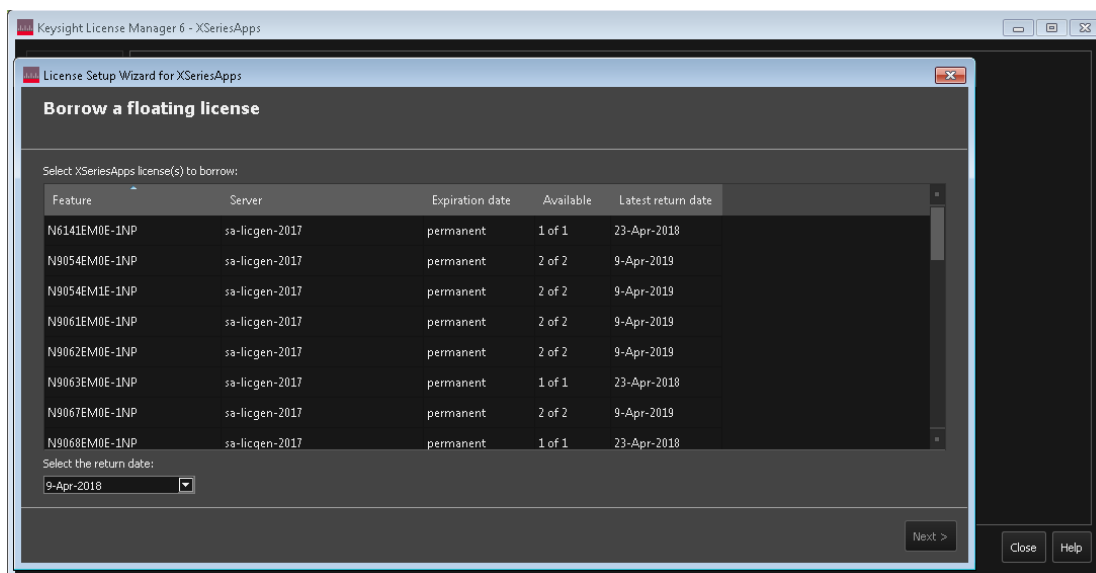 Keysight License Manager 6 - XSeriesApps
License Setup Wizard for XSeriesApps
Borrow a floating license
Select XSeriesApps license(s) to borrow:
Feature Server Expiration date Available Latest return date
N6141EM0E-1NP sa-licgen-2017 permanent 1 of 1 23-Apr-2018
N9054EM0E-1NP sa-licgen-2017 permanent 2 of 2 9-Apr-2019
N9054EM1E-1NP sa-licgen-2017 permanent 2 of 2 9-Apr-2019
N9061EM0E-1NP sa-licgen-2017 permanent 2 of 2 9-Apr-2019
N9062EM0E-1NP sa-licgen-2017 permanent 2 of 2 9-Apr-2019
N9063EM0E-1NP sa-licgen-2017 permanent 1 of 1 23-Apr-2018
N9067EM0E-1NP sa-licgen-2017 permanent 2 of 2 9-Apr-2019
N9068EM0E-1NP sa-licgen-2017 permanent 1 of 1 23-Apr-2018
Select the return date:
9-Apr-2018
Next >
Close Help